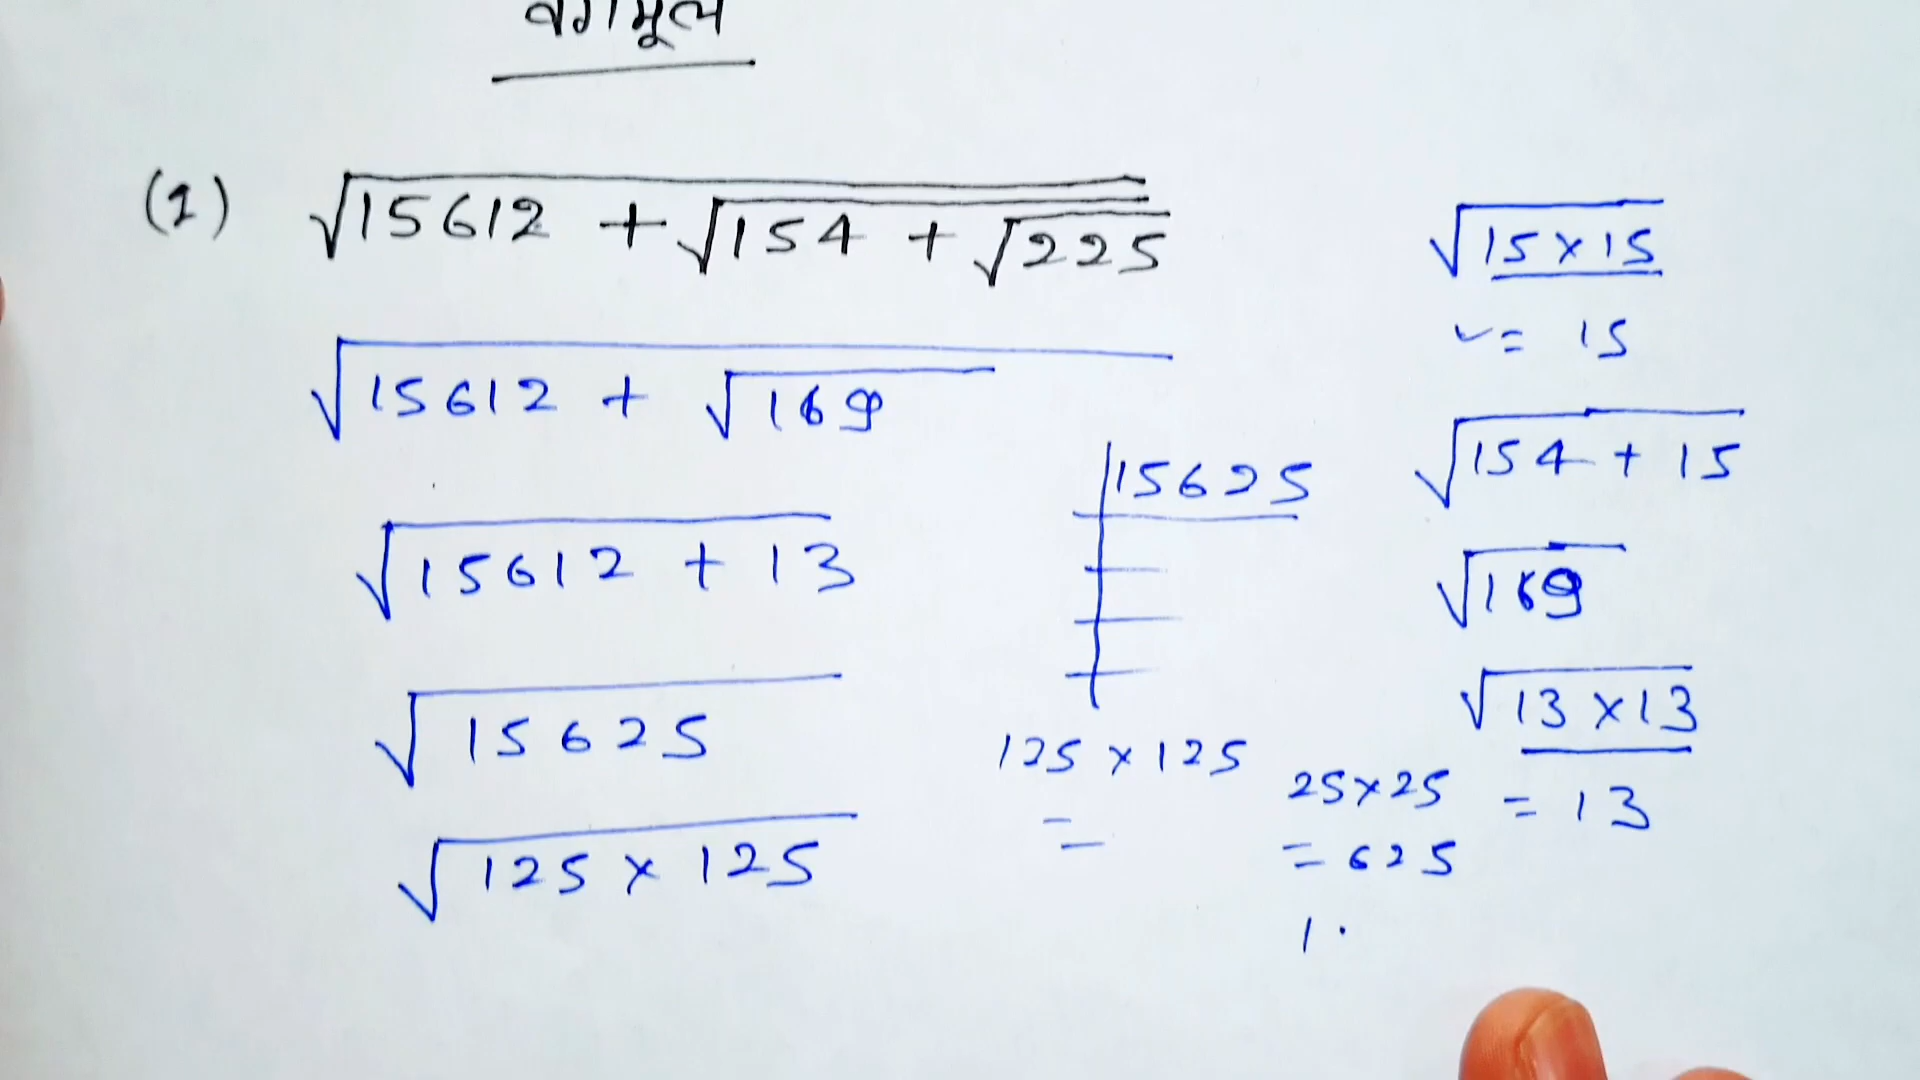 वर्गमूल
(1) √15612 + √154 + √225
√15612 + √169
√15612 + 13
√15625
√125 × 125
15625
125 × 125
=
25×25
= 625
1.
√15×15
= 15
√154 + 15
√169
√13 ×13
= 13